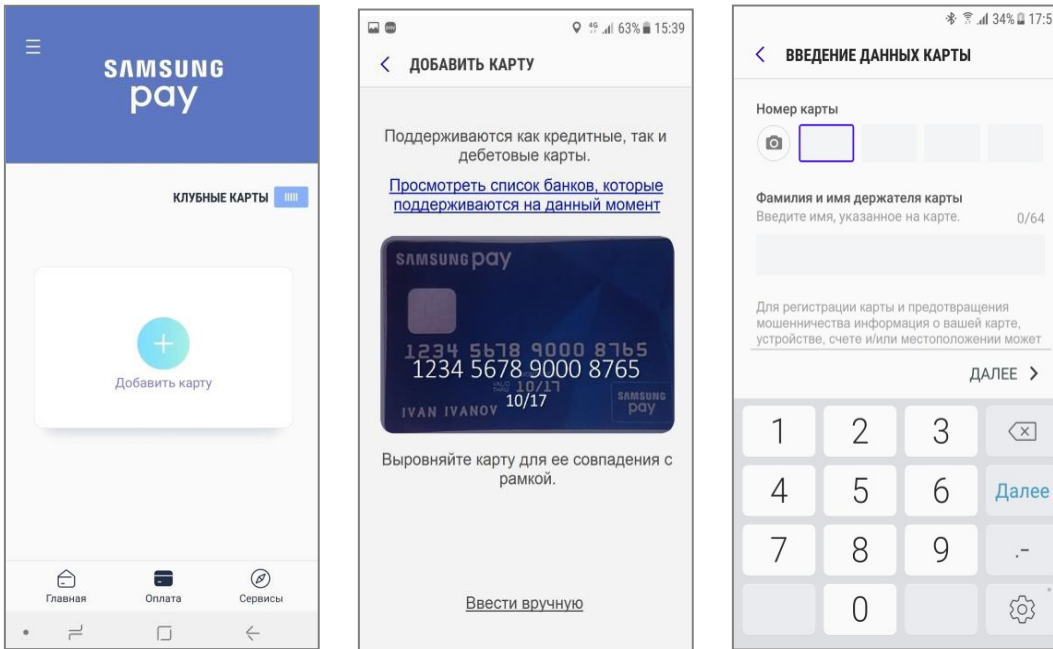 SAMSUNG
pay
КЛУБНЫЕ КАРТЫ
Добавить карту
Главная
Оплата
Сервисы
4G 63% 15:39
ДОБАВИТЬ КАРТУ
Поддерживаются как кредитные, так и
дебетовые карты.
Просмотреть список банков, которые
поддерживаются на данный момент
SAMSUNG pay
1234 5678 9000 8765
1234 5678 9000 8765
VALID THRU 10/17
10/17
IVAN IVANOV
SAMSUNG
pay
Выровняйте карту для ее совпадения с
рамкой.
Ввести вручную
34% 17:5
ВВЕДЕНИЕ ДАННЫХ КАРТЫ
Номер карты
Фамилия и имя держателя карты
Введите имя, указанное на карте. 0/64
Для регистрации карты и предотвращения
мошенничества информация о вашей карте,
устройстве, счете и/или местоположении может
ДАЛЕЕ
1 2 3
4 5 6 Далее
7 8 9 .-
0